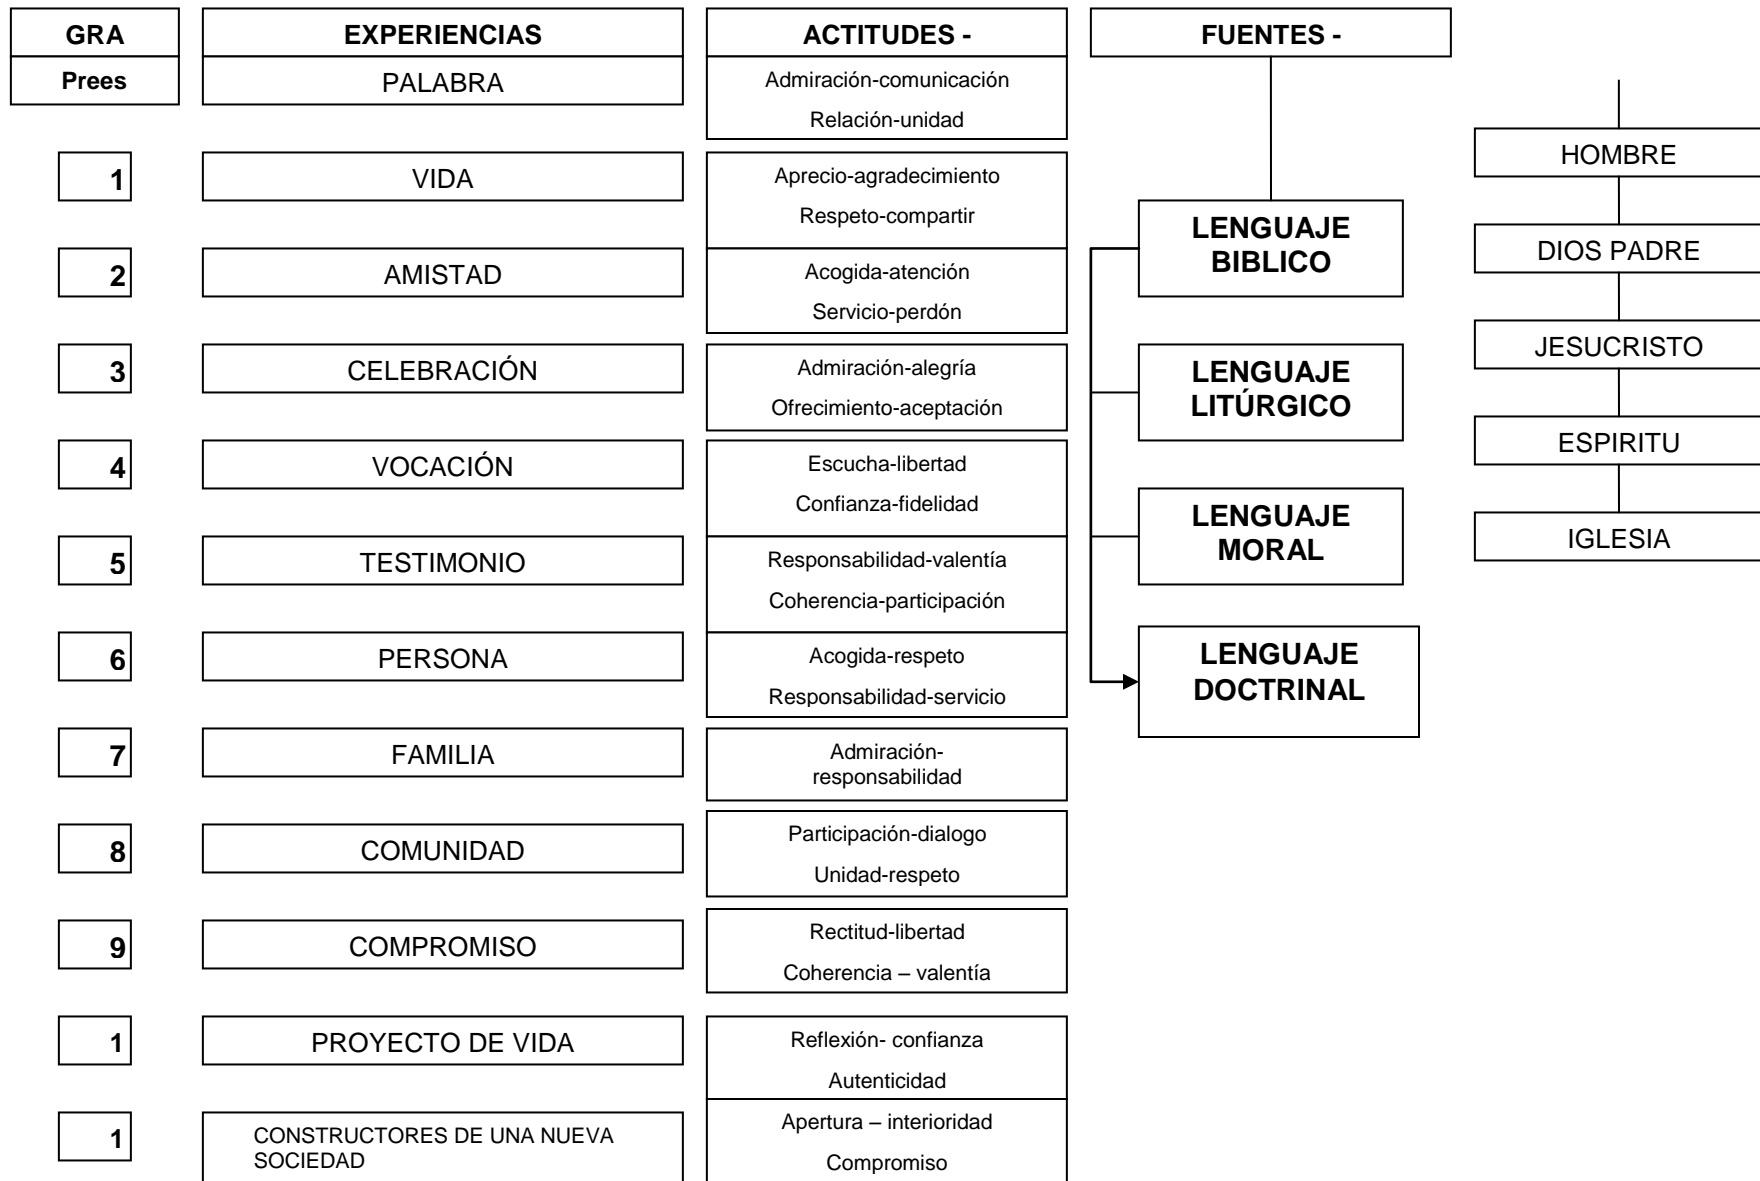 GRA
EXPERIENCIAS
ACTITUDES -
FUENTES -
Prees
PALABRA
Admiración-comunicación
Relación-unidad
1
VIDA
Aprecio-agradecimiento
Respeto-compartir
2
AMISTAD
Acogida-atención
Servicio-perdón
3
CELEBRACIÓN
Admiración-alegría
Ofrecimiento-aceptación
4
VOCACIÓN
Escucha-libertad
Confianza-fidelidad
5
TESTIMONIO
Responsabilidad-valentía
Coherencia-participación
6
PERSONA
Acogida-respeto
Responsabilidad-servicio
7
FAMILIA
Admiración-
responsabilidad
8
COMUNIDAD
Participación-dialogo
Unidad-respeto
9
COMPROMISO
Rectitud-libertad
Coherencia – valentía
1
PROYECTO DE VIDA
Reflexión- confianza
Autenticidad
1
CONSTRUCTORES DE UNA NUEVA
SOCIEDAD
Apertura – interioridad
Compromiso
LENGUAJE
BIBLICO
LENGUAJE
LITÚRGICO
LENGUAJE
MORAL
LENGUAJE
DOCTRINAL
HOMBRE
DIOS PADRE
JESUCRISTO
ESPIRITU
IGLESIA